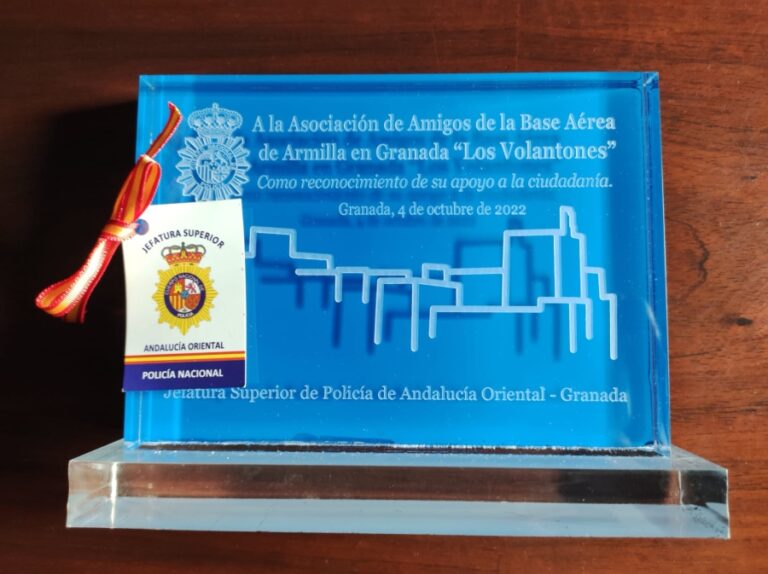 A la Asociación de Amigos de la Base Aérea
de Armilla en Granada “Los Volantones”
Como reconocimiento de su apoyo a la ciudadanía.
Granada, 4 de octubre de 2022
JEFATURA SUPERIOR
ANDALUCÍA ORIENTAL
POLICÍA NACIONAL
Jefatura Superior de Policía de Andalucía Oriental - Granada